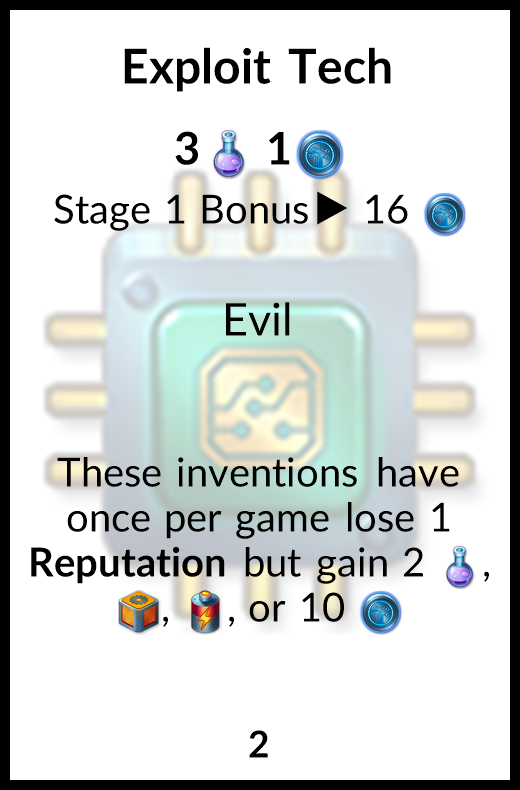 Exploit Tech
3 1
Stage 1 Bonus▶ 16
Evil
These inventions have
once per game lose 1
Reputation but gain 2 ,
, , or 10
2